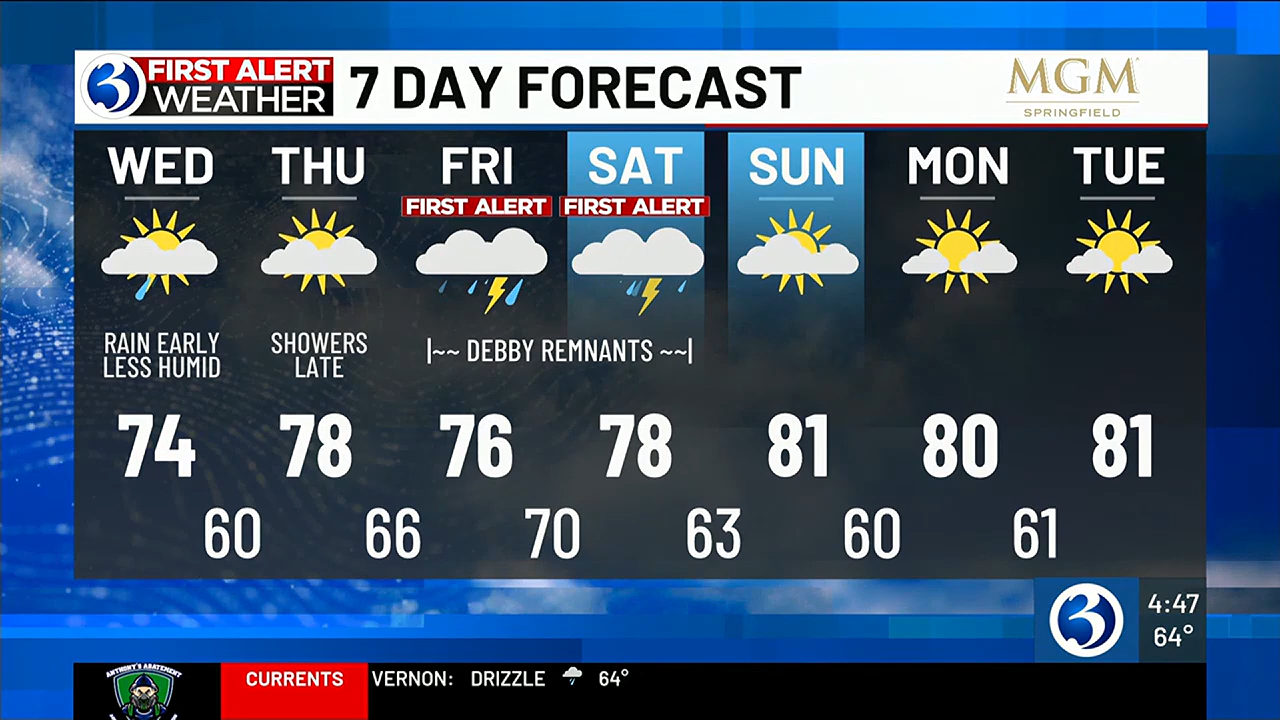 3 FIRST ALERT
WEATHER
7 DAY FORECAST
MGM
SPRINGFIELD
WED THU FRI SAT SUN MON TUE
FIRST ALERT FIRST ALERT
RAIN EARLY
LESS HUMID
SHOWERS
LATE
|~~ DEBBY REMNANTS ~~|
74 78 76 78 81 80 81
60 66 70 63 60 61
3
4:47
64°
ANTHONY'S ABATEMENT
CURRENTS VERNON: DRIZZLE 64°